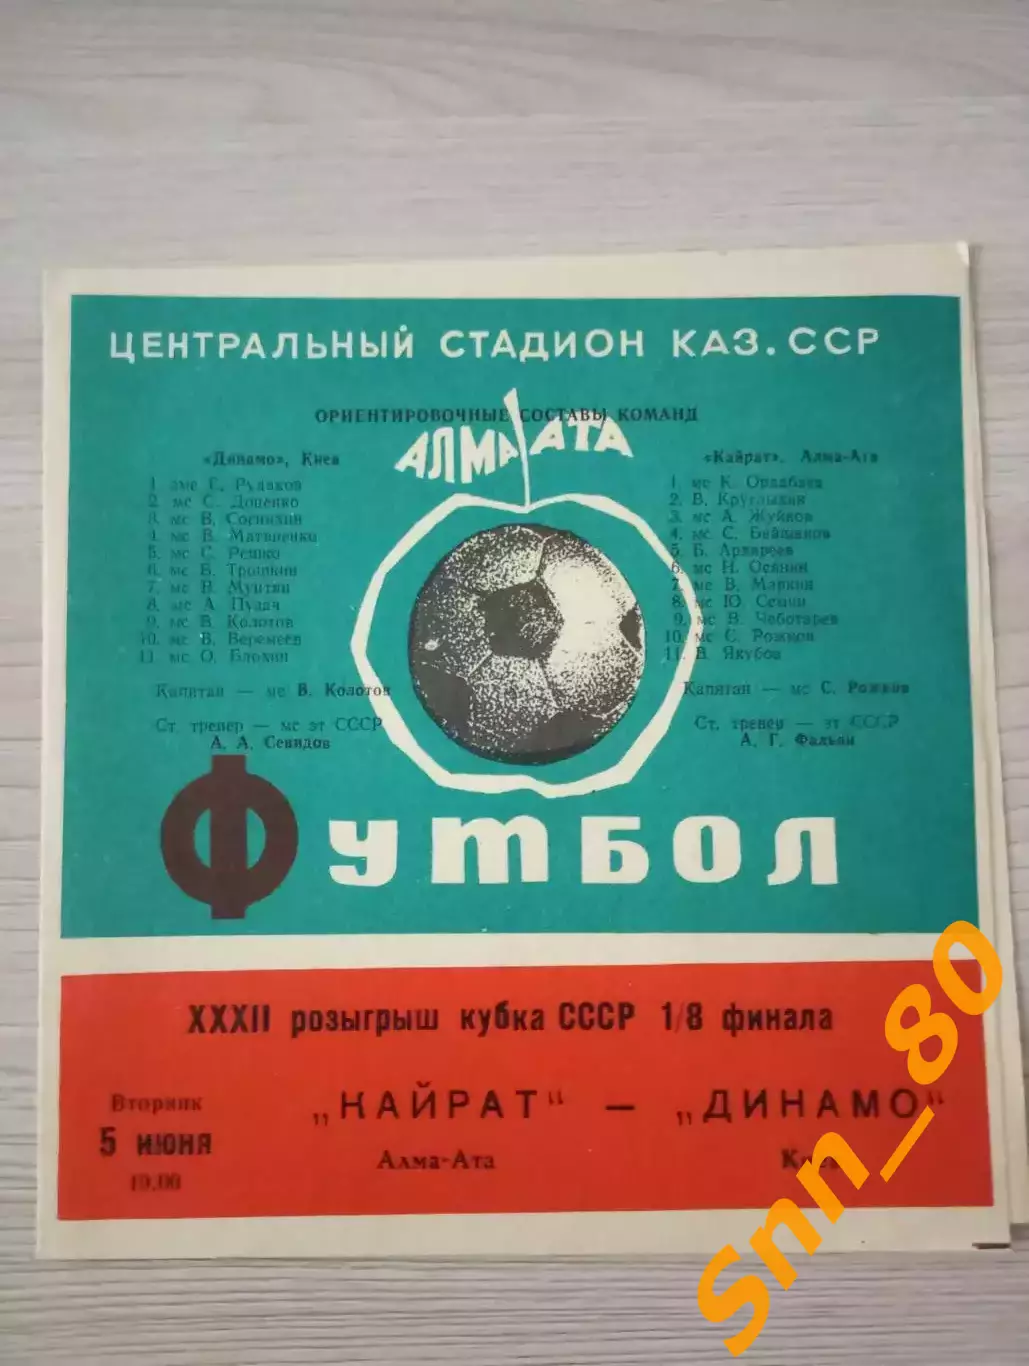 ЦЕНТРАЛЬНЫЙ СТАДИОН КАЗ. ССР
ОРИЕНТИРОВОЧНЫЕ СОСТАВЫ КОМАНД
АЛМА АТА
«Динамо», Киев
1. змс Е. Рудаков
2. мс С. Доценко
3. мс В. Соснихин
4. мс В. Матвиенко
5. мс С. Решко
6. мс В. Трошкин
7. мс В. Мунтян
8. мс А. Пузач
9. мс В. Колотов
10. мс В. Веремеев
11. мс О. Блохин
Капитан — мс В. Колотов
Ст. тренер — мс зт СССР
А. А. Севидов
«Кайрат», Алма-Ата
1. мс К. Ордабаев
2. В. Круглыхин
3. мс А. Жуйков
4. мс С. Байшаков
5. Б.
6. мс Н. Осянин
7. мс В. Маркин
8. мс Ю. Семин
9. мс В. Чеботарев
10. мс С. Рожков
11. В. Якубов
Капитан — мс С. Рожков
Ст. тренер — зт СССР
А. Г. Фальян
ФУТБОЛ
XXXII розыгрыш кубка СССР 1/8 финала
Вторник
5 июня
19.00
„КАЙРАТ“ — „ДИНАМО“
Алма-Ата Киев
Snn_80